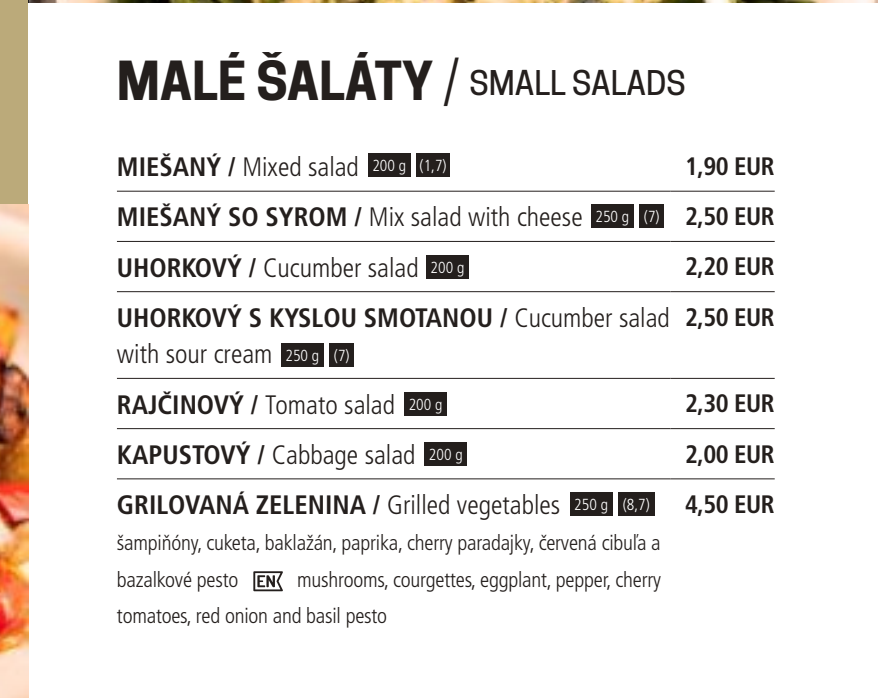 MALÉ ŠALÁTY / SMALL SALADS
MIEŠANÝ / Mixed salad 200 g (1,7) 1,90 EUR
MIEŠANÝ SO SYROM / Mix salad with cheese 250 g (7) 2,50 EUR
UHORKOVÝ / Cucumber salad 200 g 2,20 EUR
UHORKOVÝ S KYSLOU SMOTANOU / Cucumber salad 2,50 EUR
with sour cream 250 g (7)
RAJČINOVÝ / Tomato salad 200 g 2,30 EUR
KAPUSTOVÝ / Cabbage salad 200 g 2,00 EUR
GRILOVANÁ ZELENINA / Grilled vegetables 250 g (8,7) 4,50 EUR
šampiňóny, cuketa, baklažán, paprika, cherry paradajky, červená cibuľa a
bazalkové pesto EN mushrooms, courgettes, eggplant, pepper, cherry
tomatoes, red onion and basil pesto